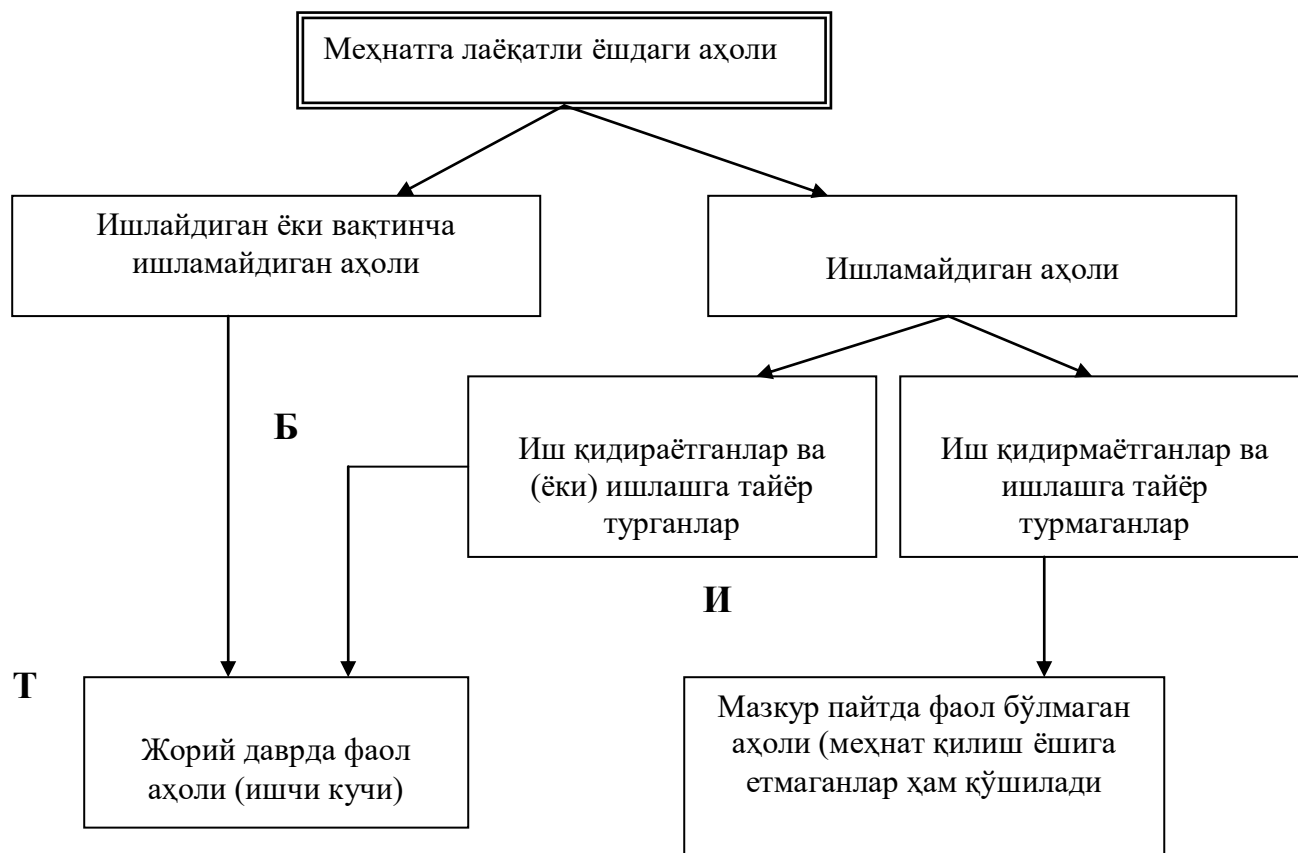 Меҳнатга лаёқатли ёшдаги аҳоли
Ишлайдиган ёки вақтинча
ишламайдиган аҳоли
Ишламайдиган аҳоли
Б
Иш қидираётганлар ва
(ёки) ишлашга тайёр
турганлар
Иш қидирмаётганлар ва
ишлашга тайёр
турмаганлар
И
Т
Жорий даврда фаол
аҳоли (ишчи кучи)
Мазкур пайтда фаол бўлмаган
аҳоли (меҳнат қилиш ёшига
етмаганлар ҳам қўшилади